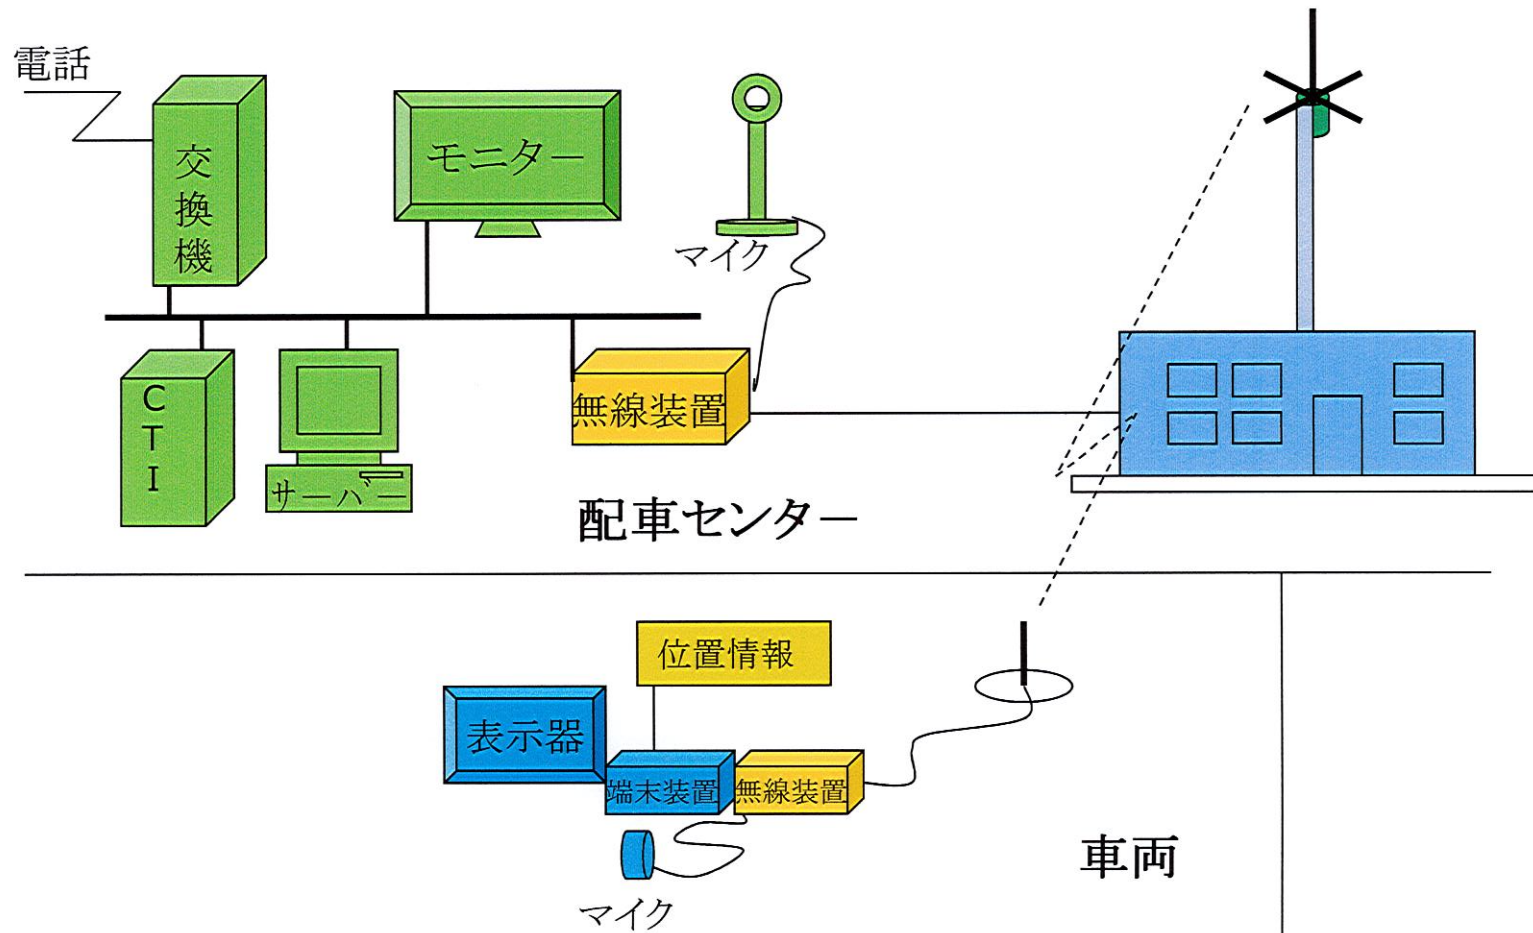 電話
交換機
モニター
マイク
CTI
サーバー
無線装置
配車センター
位置情報
表示器
端末装置
無線装置
マイク
車両